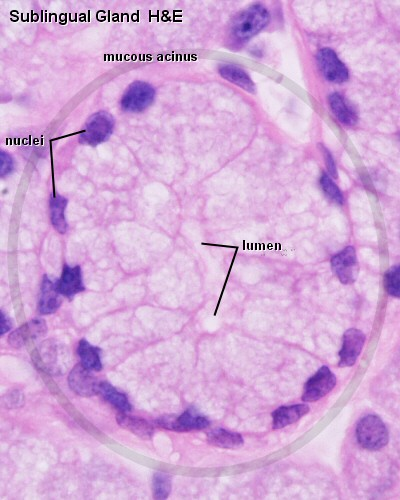 Sublingual Gland H&E
mucous acinus
nuclei
lumen